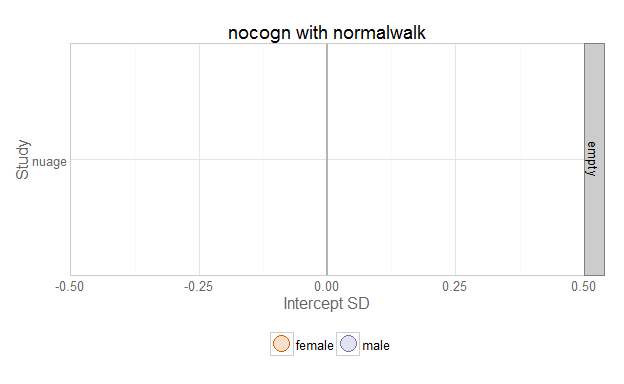 nocogn with normalwalk
Study
nuage
empty
-0.50 -0.25 0.00 0.25 0.50
Intercept SD
female male